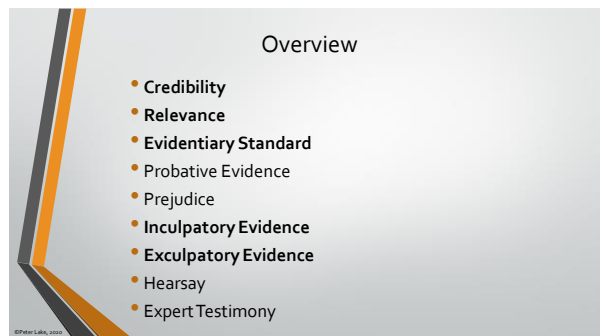 Overview
• Credibility
• Relevance
• Evidentiary Standard
• Probative Evidence
• Prejudice
• Inculpatory Evidence
• Exculpatory Evidence
• Hearsay
• Expert Testimony
©Peter Lake, 2020